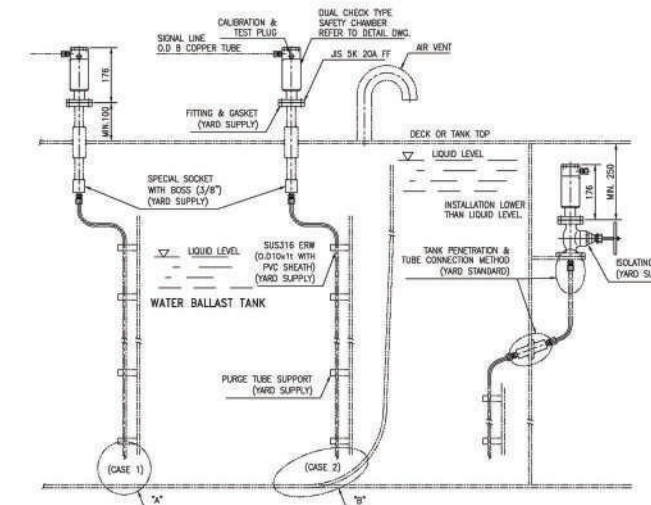 CALIBRATION &
TEST PLUG
DUAL CHECK TYPE
SAFETY CHAMBER
REFER TO DETAIL DWG.
SIGNAL LINE
O.D 8 COPPER TUBE
AIR VENT
JIS 5K 20A FF
176
MIN.100
FITTING & GASKET
(YARD SUPPLY)
DECK OR TANK TOP
LIQUID LEVEL
INSTALLATION LOWER
THAN LIQUID LEVEL.
176
MIN. 250
SPECIAL SOCKET
WITH BOSS (3/8")
(YARD SUPPLY)
LIQUID LEVEL
WATER BALLAST TANK
SUS316 ERW
(O.D10x1t WITH
PVC SHEATH)
(YARD SUPPLY)
TANK PENETRATION &
TUBE CONNECTION METHOD
(YARD STANDARD)
ISOLATING
(YARD SU
PURGE TUBE SUPPORT
(YARD SUPPLY)
(CASE 1)
(CASE 2)
"A"
"B"